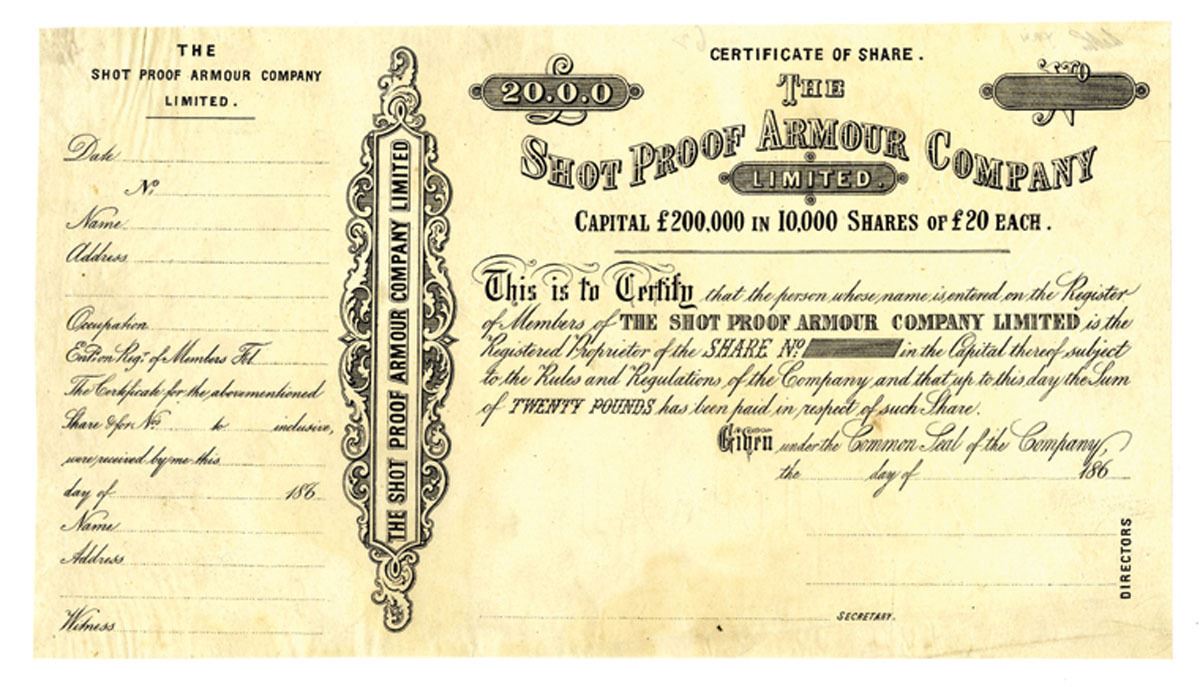 THE
SHOT PROOF ARMOUR COMPANY
LIMITED.
Date
No
Name
Address
Occupation
Ent. on Reg. of Members Fol.
The Certificate for the abovementioned
Share &c for Nos to inclusive,
were received by me this
day of 186
Name
Address
Witness
THE SHOT PROOF ARMOUR COMPANY LIMITED
CERTIFICATE OF SHARE.
20.0.0
No
THE
SHOT PROOF ARMOUR COMPANY
LIMITED.
CAPITAL £200,000 IN 10,000 SHARES OF £20 EACH.
This is to Certify that the person whose name is entered on the Register
of Members of THE SHOT PROOF ARMOUR COMPANY LIMITED is the
Registered Proprietor of the SHARE No in the Capital thereof subject
to the Rules and Regulations of the Company and that up to this day the Sum
of TWENTY POUNDS has been paid in respect of such Share.
Given under the Common Seal of the Company,
the day of 186
DIRECTORS
SECRETARY.